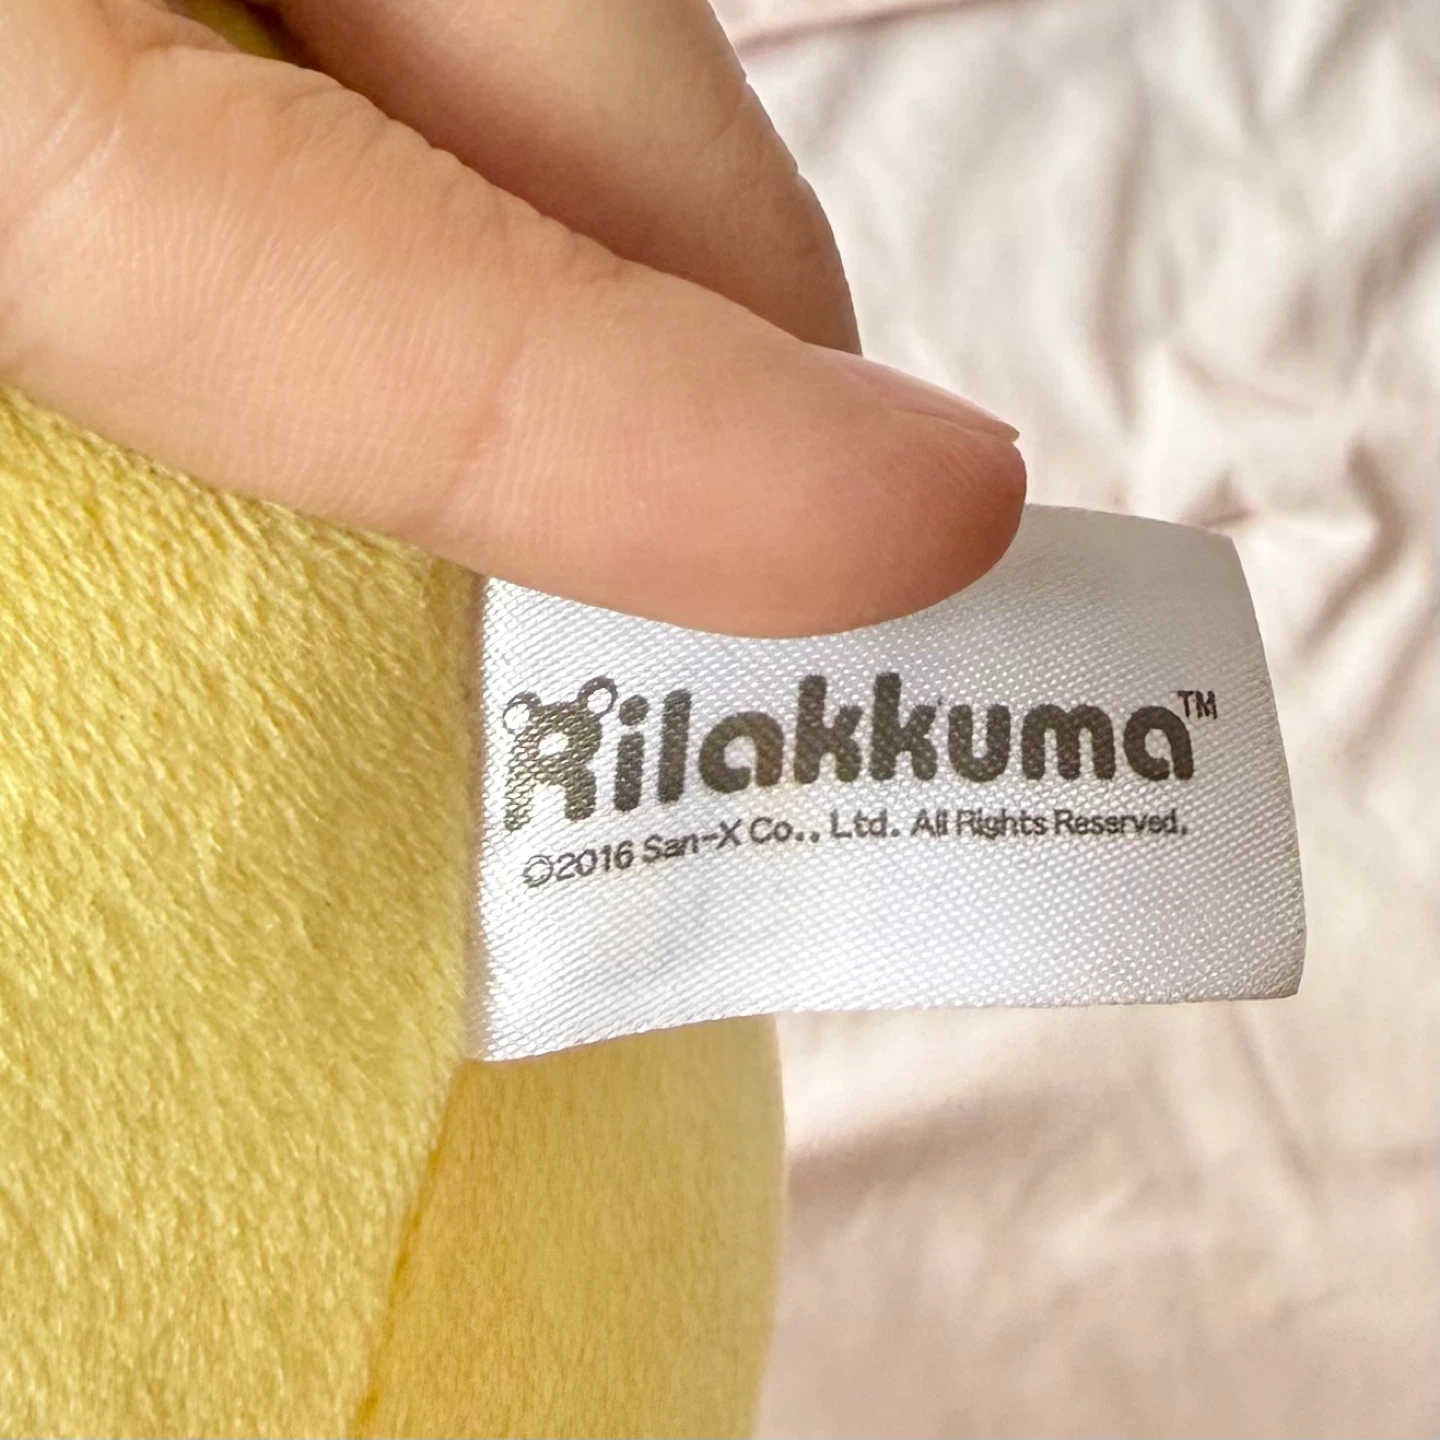 Rilakkuma™
©2016 San-X Co., Ltd. All Rights Reserved.